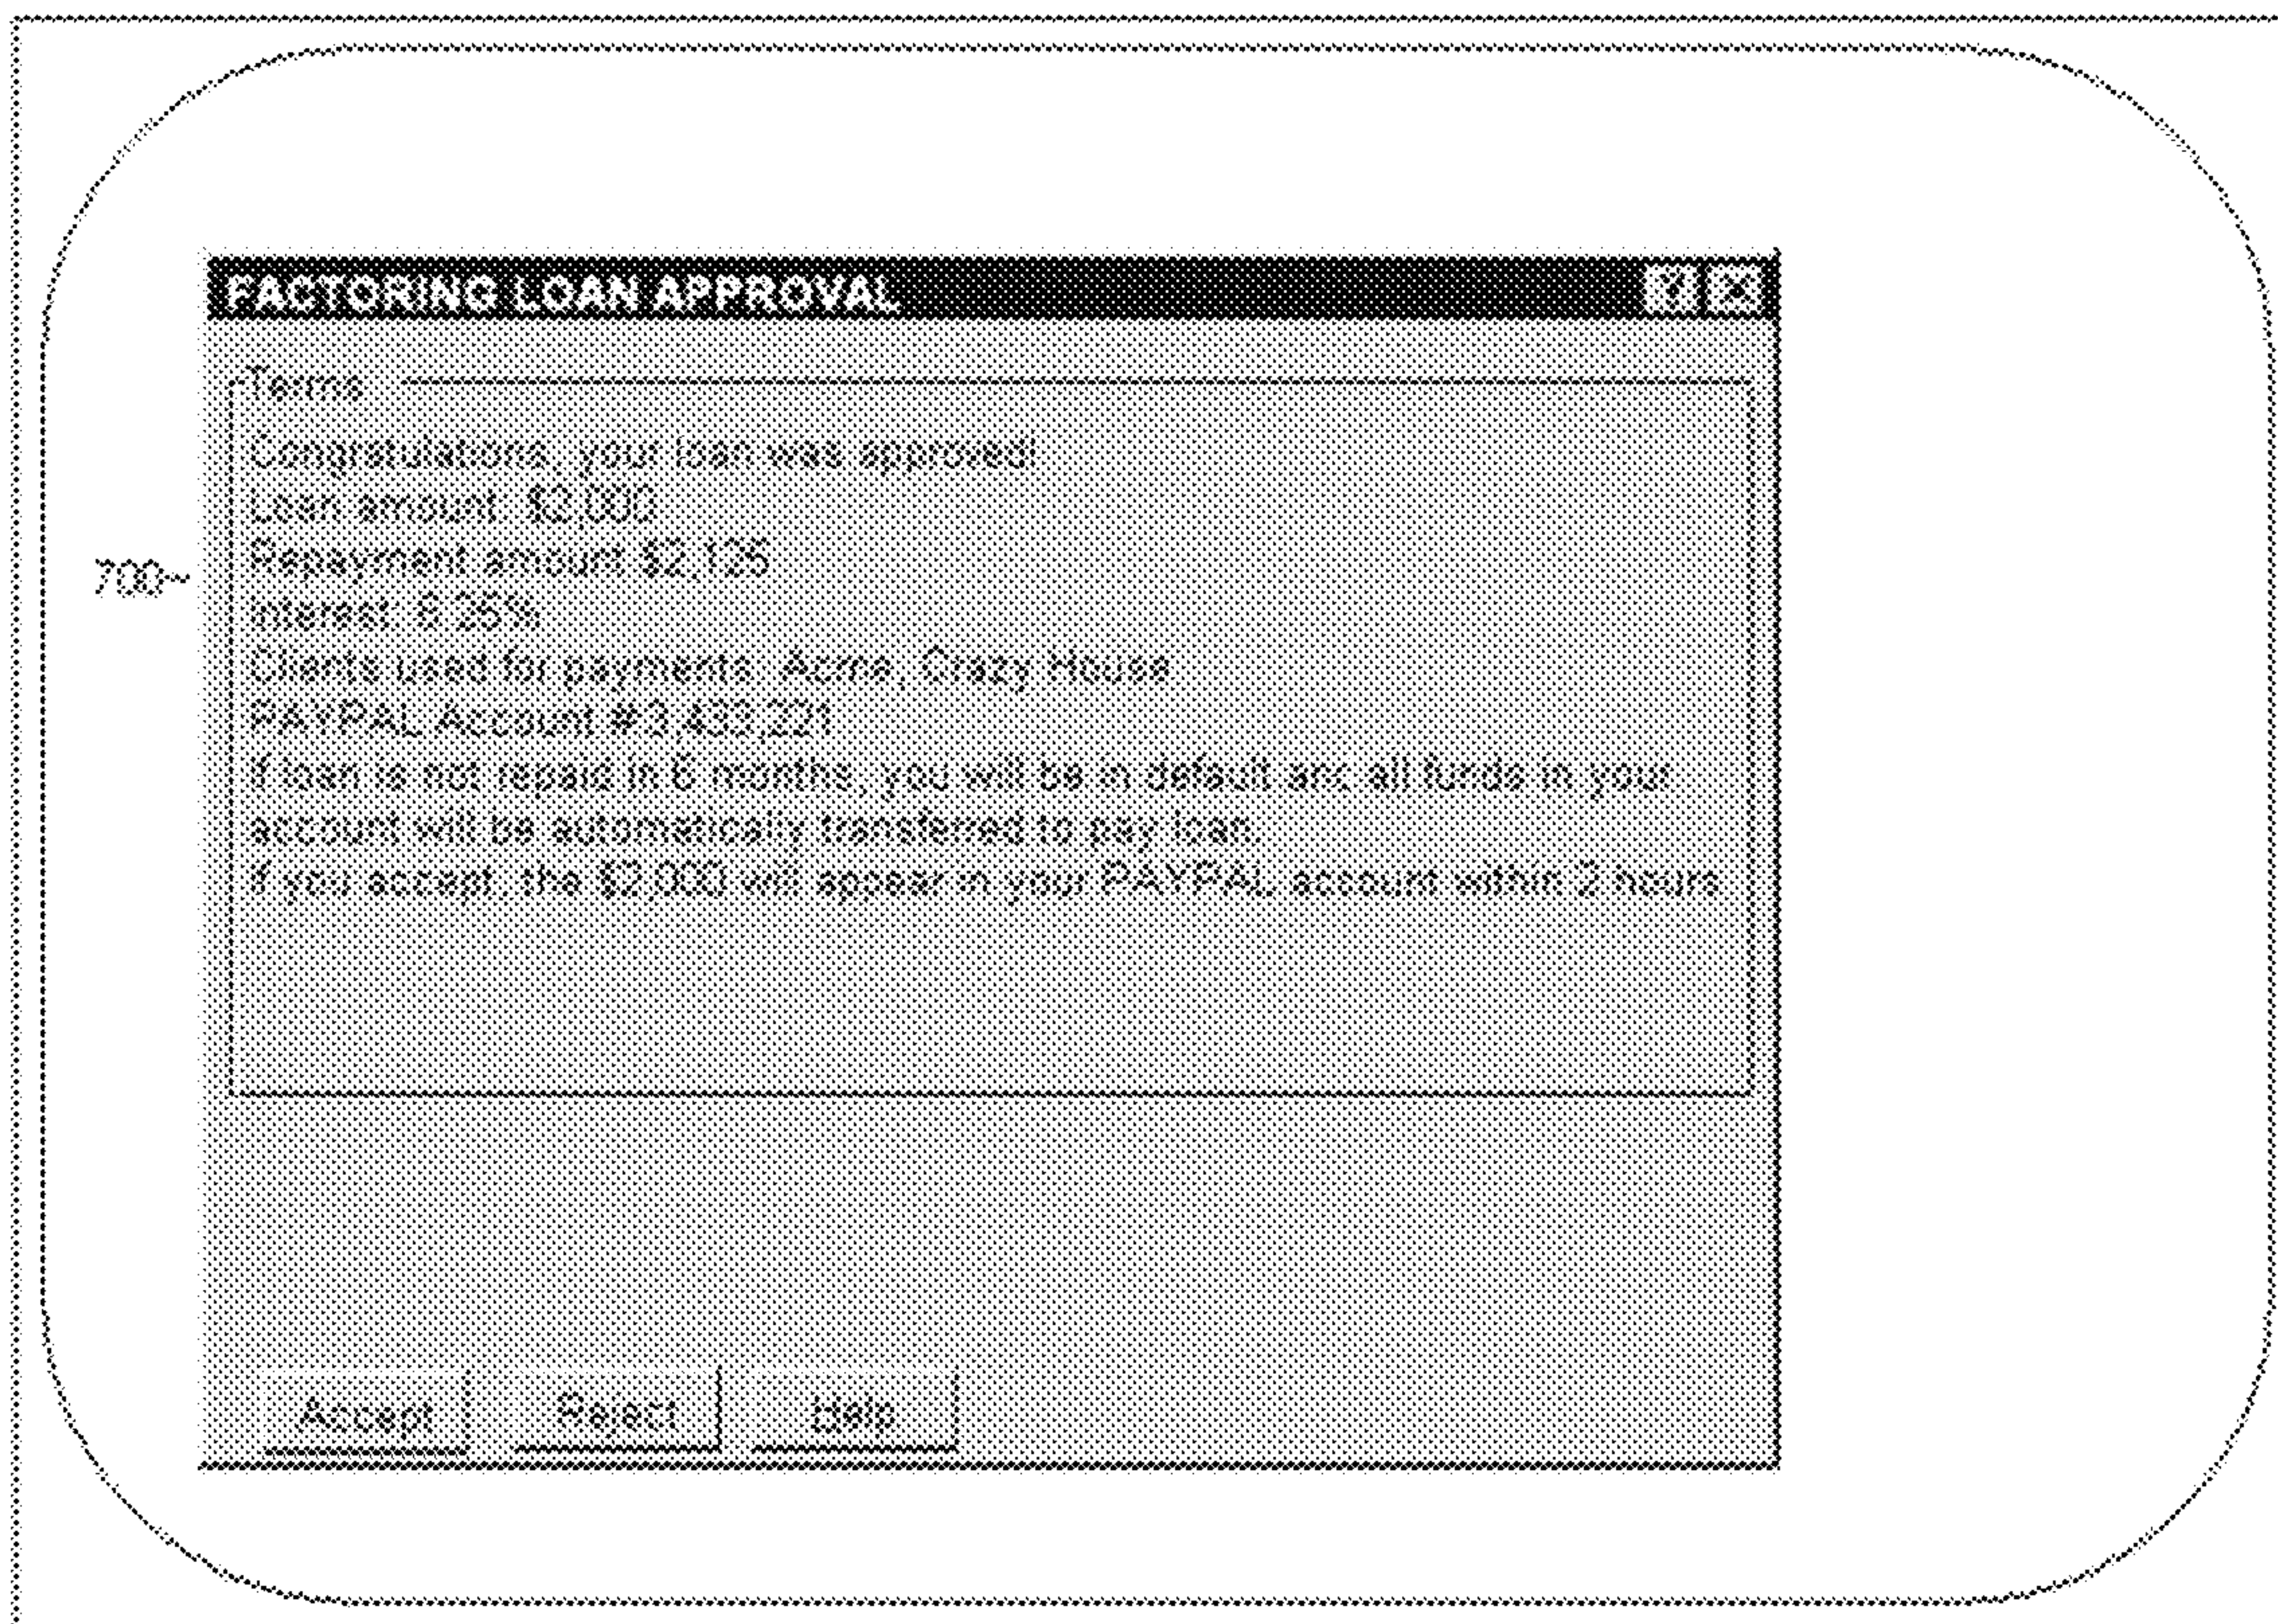 FACTORING LOAN APPROVAL ? X
Terms
Congratulations, your loan was approved!
Loan amount: $2,000
Repayment amount $2,125
700
Interest: 6.25%
Clients used for payments: Acme, Crazy House
PAYPAL Account #3,433,221
If loan is not repaid in 6 months, you will be in default and all funds in your
account will be automatically transferred to pay loan.
If you accept, the $2,000 will appear in your PAYPAL account within 2 hours
Accept Reject Help